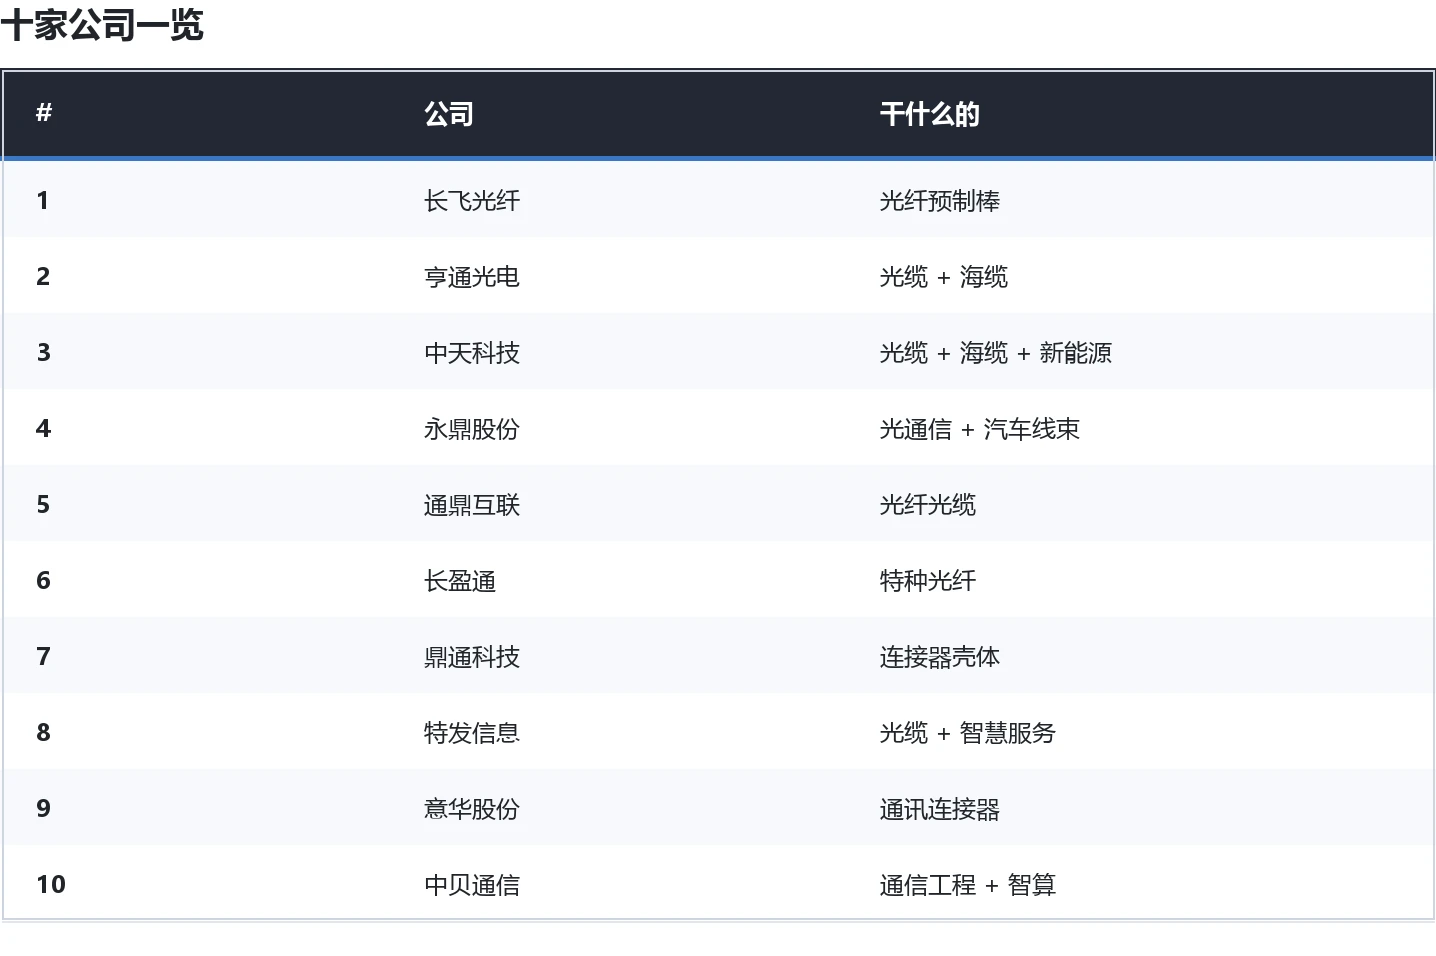 十家公司一览
# 公司 干什么的
1 长飞光纤 光纤预制棒
2 亨通光电 光缆 + 海缆
3 中天科技 光缆 + 海缆 + 新能源
4 永鼎股份 光通信 + 汽车线束
5 通鼎互联 光纤光缆
6 长盈通 特种光纤
7 鼎通科技 连接器壳体
8 特发信息 光缆 + 智慧服务
9 意华股份 通讯连接器
10 中贝通信 通信工程 + 智算